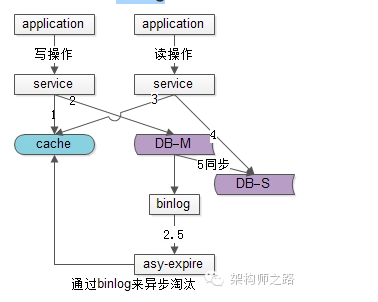 application
application
写操作
读操作
service
service
1
2
3
cache
DB-M
4
5同步
DB-S
binlog
2.5
asy-expire
通过binlog来异步淘汰
架构师之路